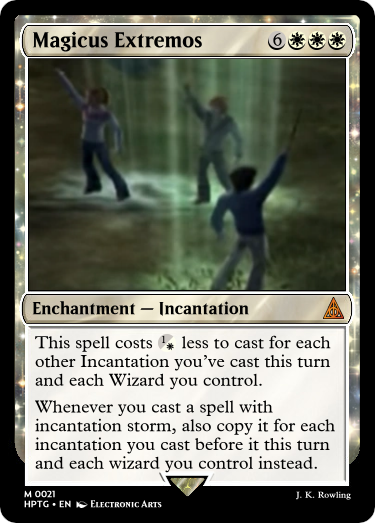 Magicus Extremos 6
Enchantment — Incantation
This spell costs 1 less to cast for each
other Incantation you've cast this turn
and each Wizard you control.
Whenever you cast a spell with
incantation storm, also copy it for each
incantation you cast before it this turn
and each wizard you control instead.
M 0021
HPTG • EN Electronic Arts
J. K. Rowling